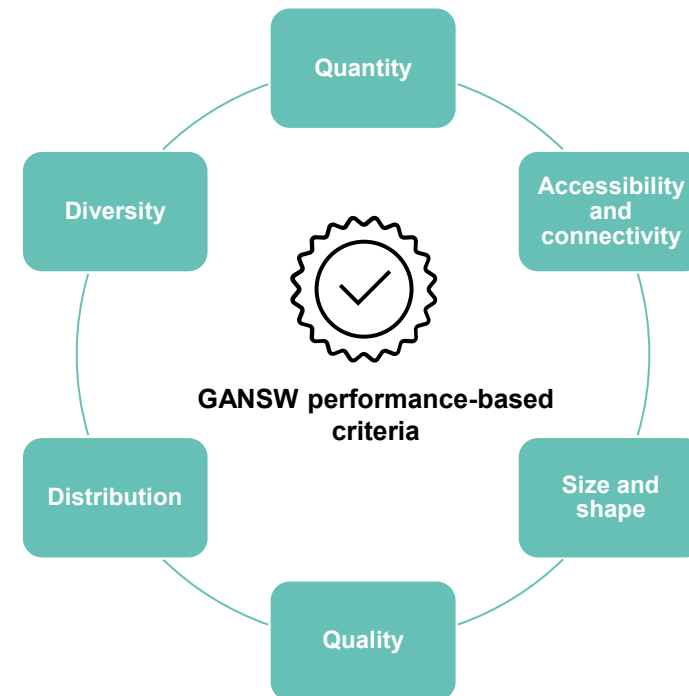 Quantity
Accessibility
and
connectivity
Diversity
GANSW performance-based
criteria
Size and
shape
Distribution
Quality